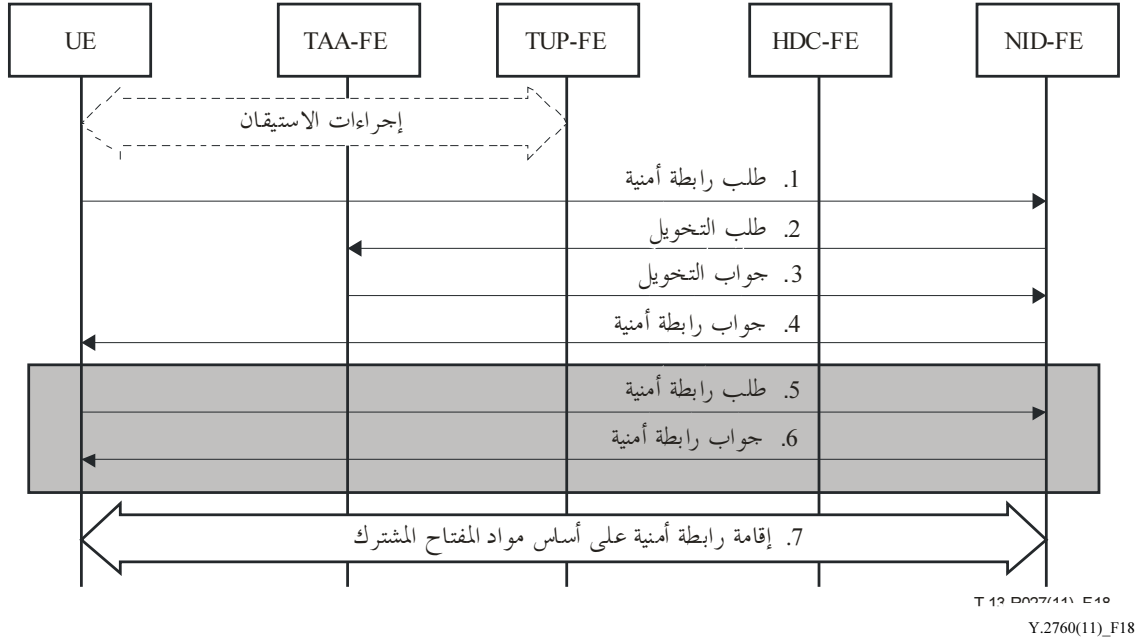 UE
TAA-FE
TUP-FE
HDC-FE
NID-FE
إجراءات الاستيقان
1. طلب رابطة أمنية
2. طلب التخويل
3. جواب التخويل
4. جواب رابطة أمنية
5. طلب رابطة أمنية
6. جواب رابطة أمنية
7. إقامة رابطة أمنية على أساس مواد المفتاح المشترك
Y.2760(11)_F18